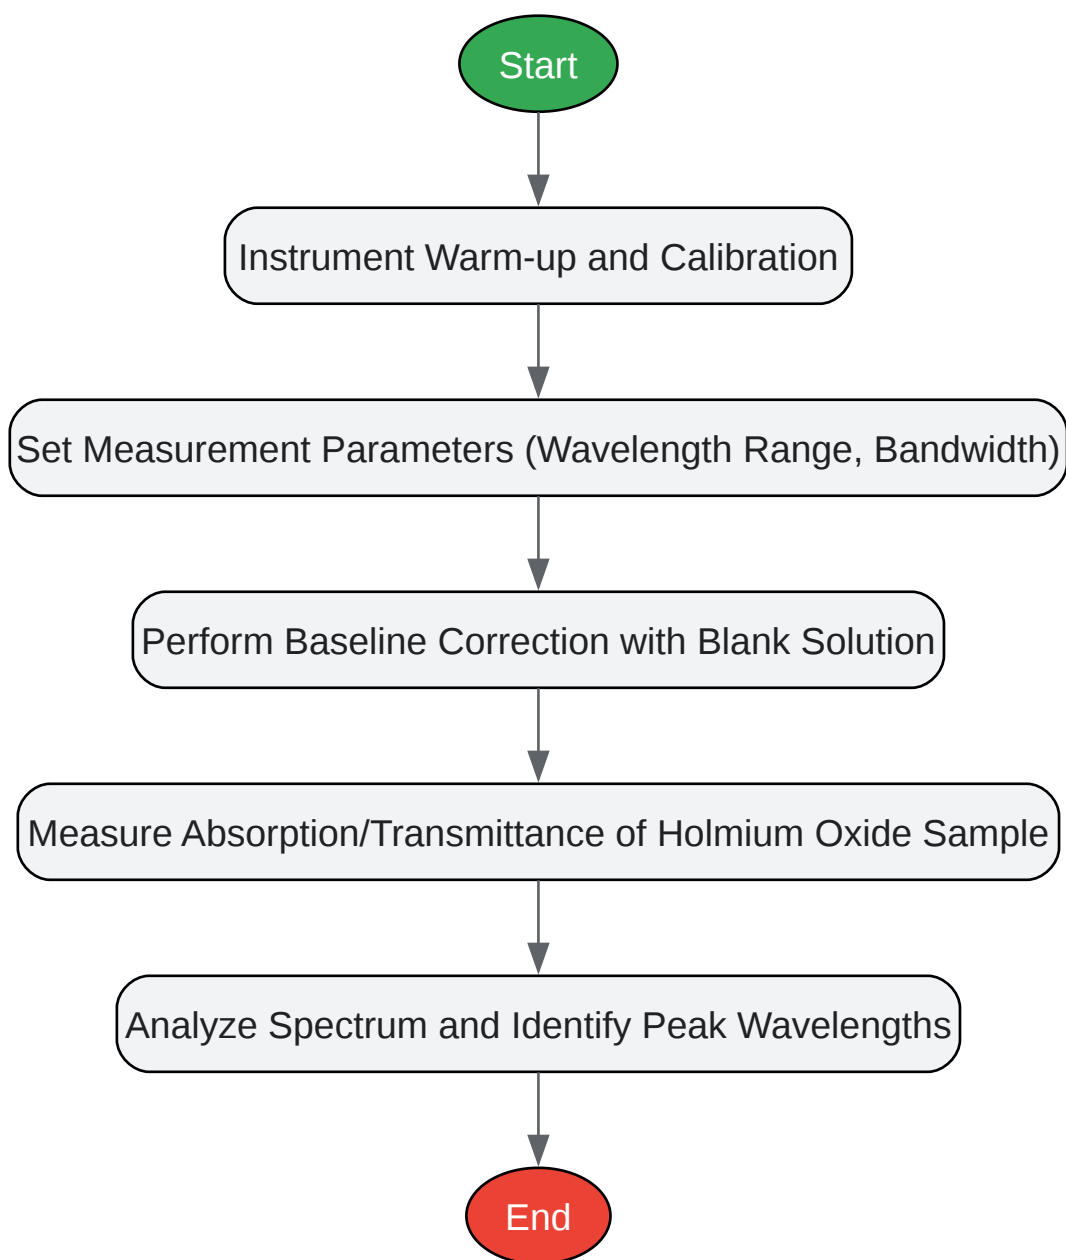 Start
Instrument Warm-up and Calibration
Set Measurement Parameters (Wavelength Range, Bandwidth)
Perform Baseline Correction with Blank Solution
Measure Absorption/Transmittance of Holmium Oxide Sample
Analyze Spectrum and Identify Peak Wavelengths
End